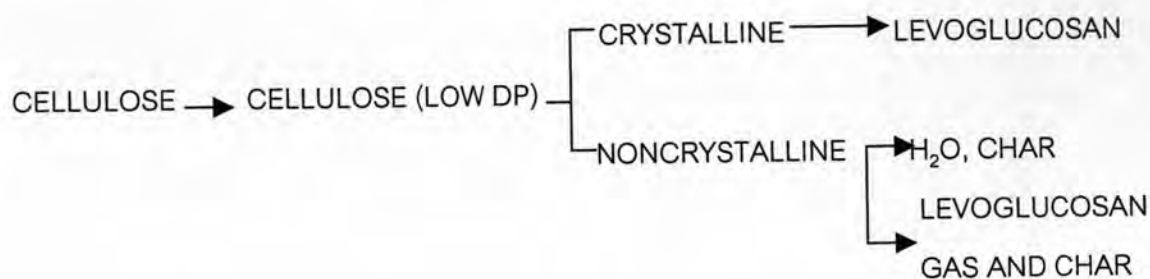 CRYSTALLINE
LEVOGLUCOSAN
CELLULOSE
CELLULOSE (LOW DP)
NONCRYSTALLINE
H₂O, CHAR
LEVOGLUCOSAN
GAS AND CHAR